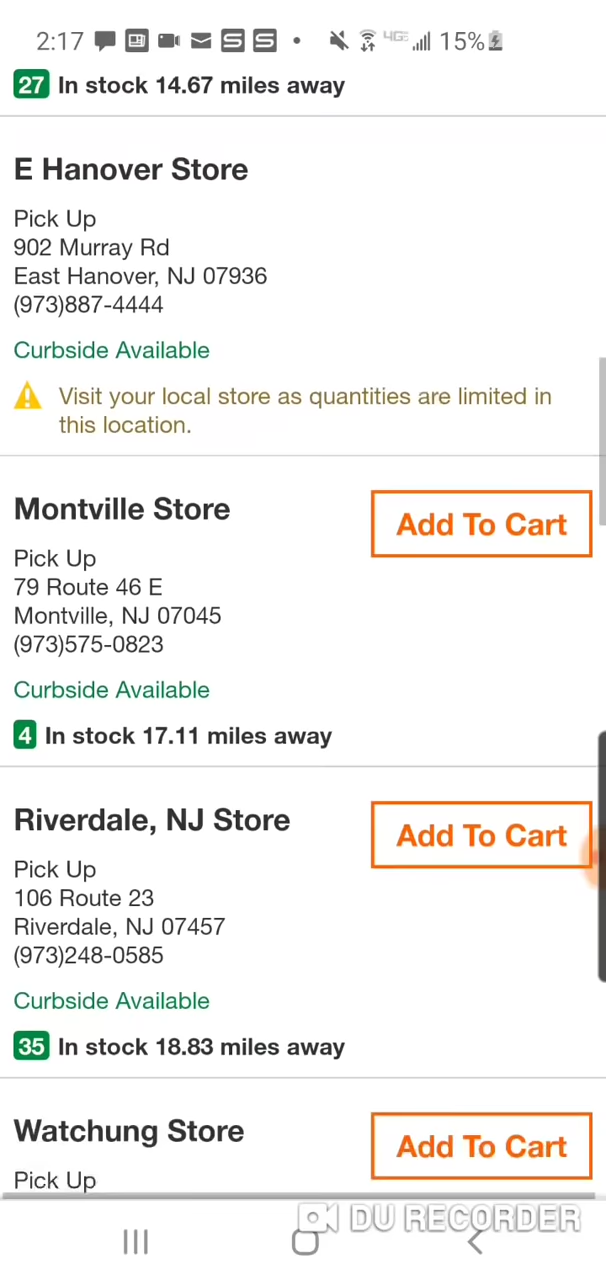 2:17 S S • 4GE 15%
27 In stock 14.67 miles away
E Hanover Store
Pick Up
902 Murray Rd
East Hanover, NJ 07936
(973)887-4444
Curbside Available
Visit your local store as quantities are limited in
this location.
Montville Store
Add To Cart
Pick Up
79 Route 46 E
Montville, NJ 07045
(973)575-0823
Curbside Available
4 In stock 17.11 miles away
Riverdale, NJ Store
Add To Cart
Pick Up
106 Route 23
Riverdale, NJ 07457
(973)248-0585
Curbside Available
35 In stock 18.83 miles away
Watchung Store
Add To Cart
Pick Up
DU RECORDER